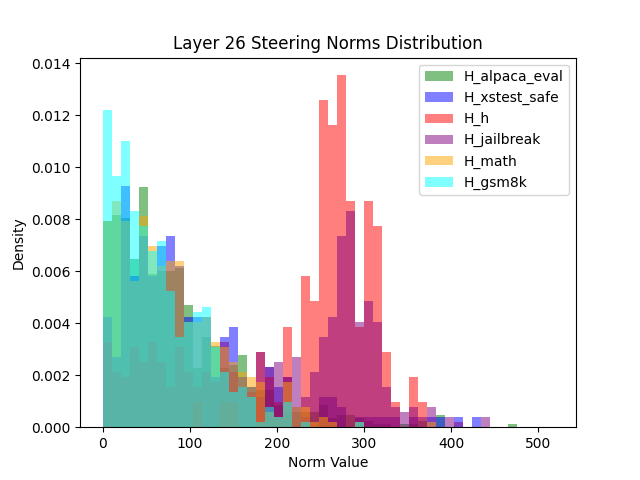 Layer 26 Steering Norms Distribution
0.014
0.012
0.010
0.008
0.006
0.004
0.002
0.000
Density
0
100
200
300
400
500
Norm Value
H_alpaca_eval
H_xstest_safe
H_h
H_jailbreak
H_math
H_gsm8k